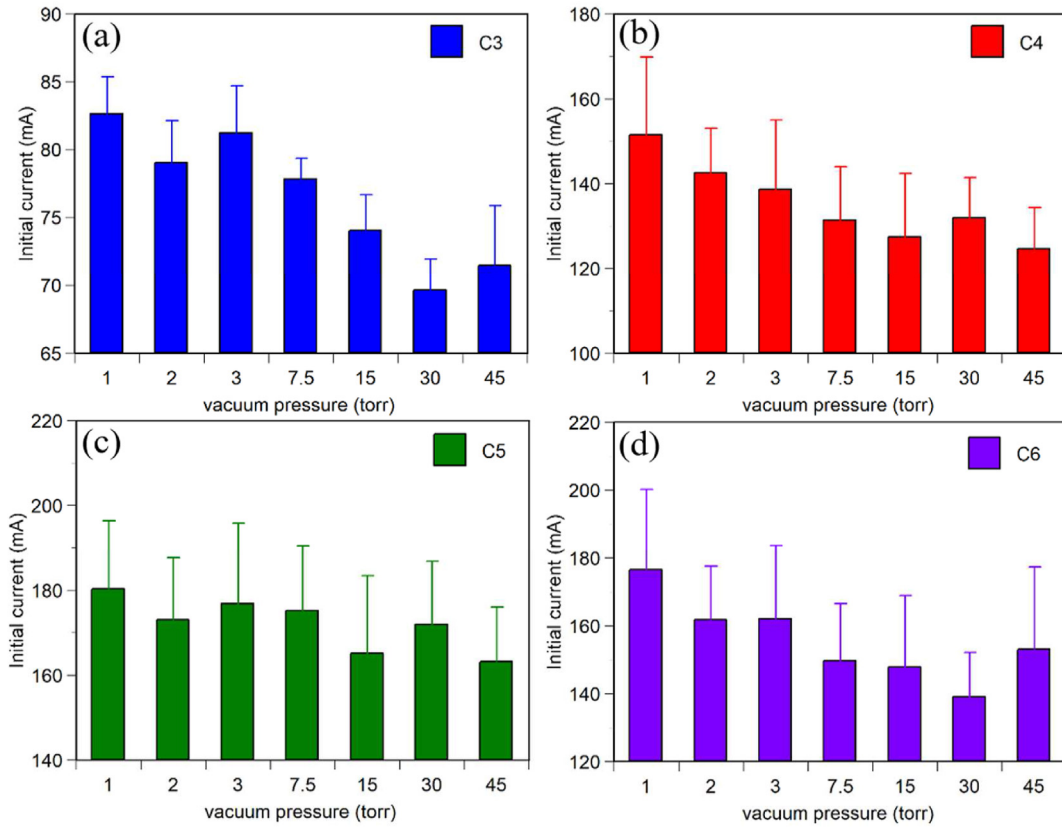 (a)
C3
Initial current (mA)
90
85
80
75
70
65
1 2 3 7.5 15 30 45
vacuum pressure (torr)
(b)
C4
Initial current (mA)
180
160
140
120
100
1 2 3 7.5 15 30 45
vacuum pressure (torr)
(c)
C5
Initial current (mA)
220
200
180
160
140
1 2 3 7.5 15 30 45
vacuum pressure (torr)
(d)
C6
Initial current (mA)
220
200
180
160
140
120
1 2 3 7.5 15 30 45
vacuum pressure (torr)